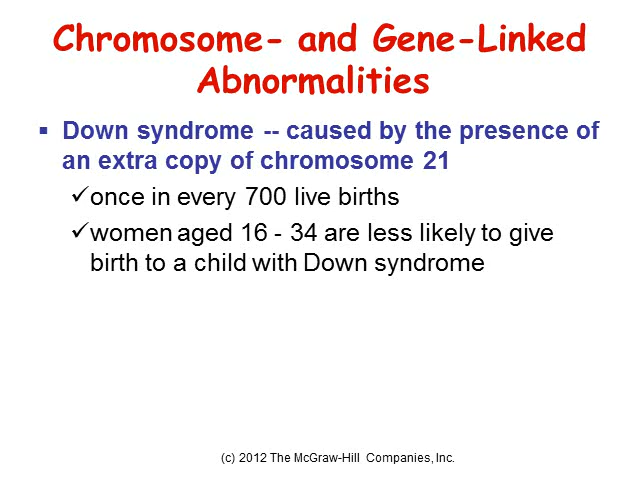 Chromosome- and Gene-Linked
Abnormalities
▪ Down syndrome -- caused by the presence of
an extra copy of chromosome 21
✓once in every 700 live births
✓women aged 16 - 34 are less likely to give
birth to a child with Down syndrome
(c) 2012 The McGraw-Hill Companies, Inc.